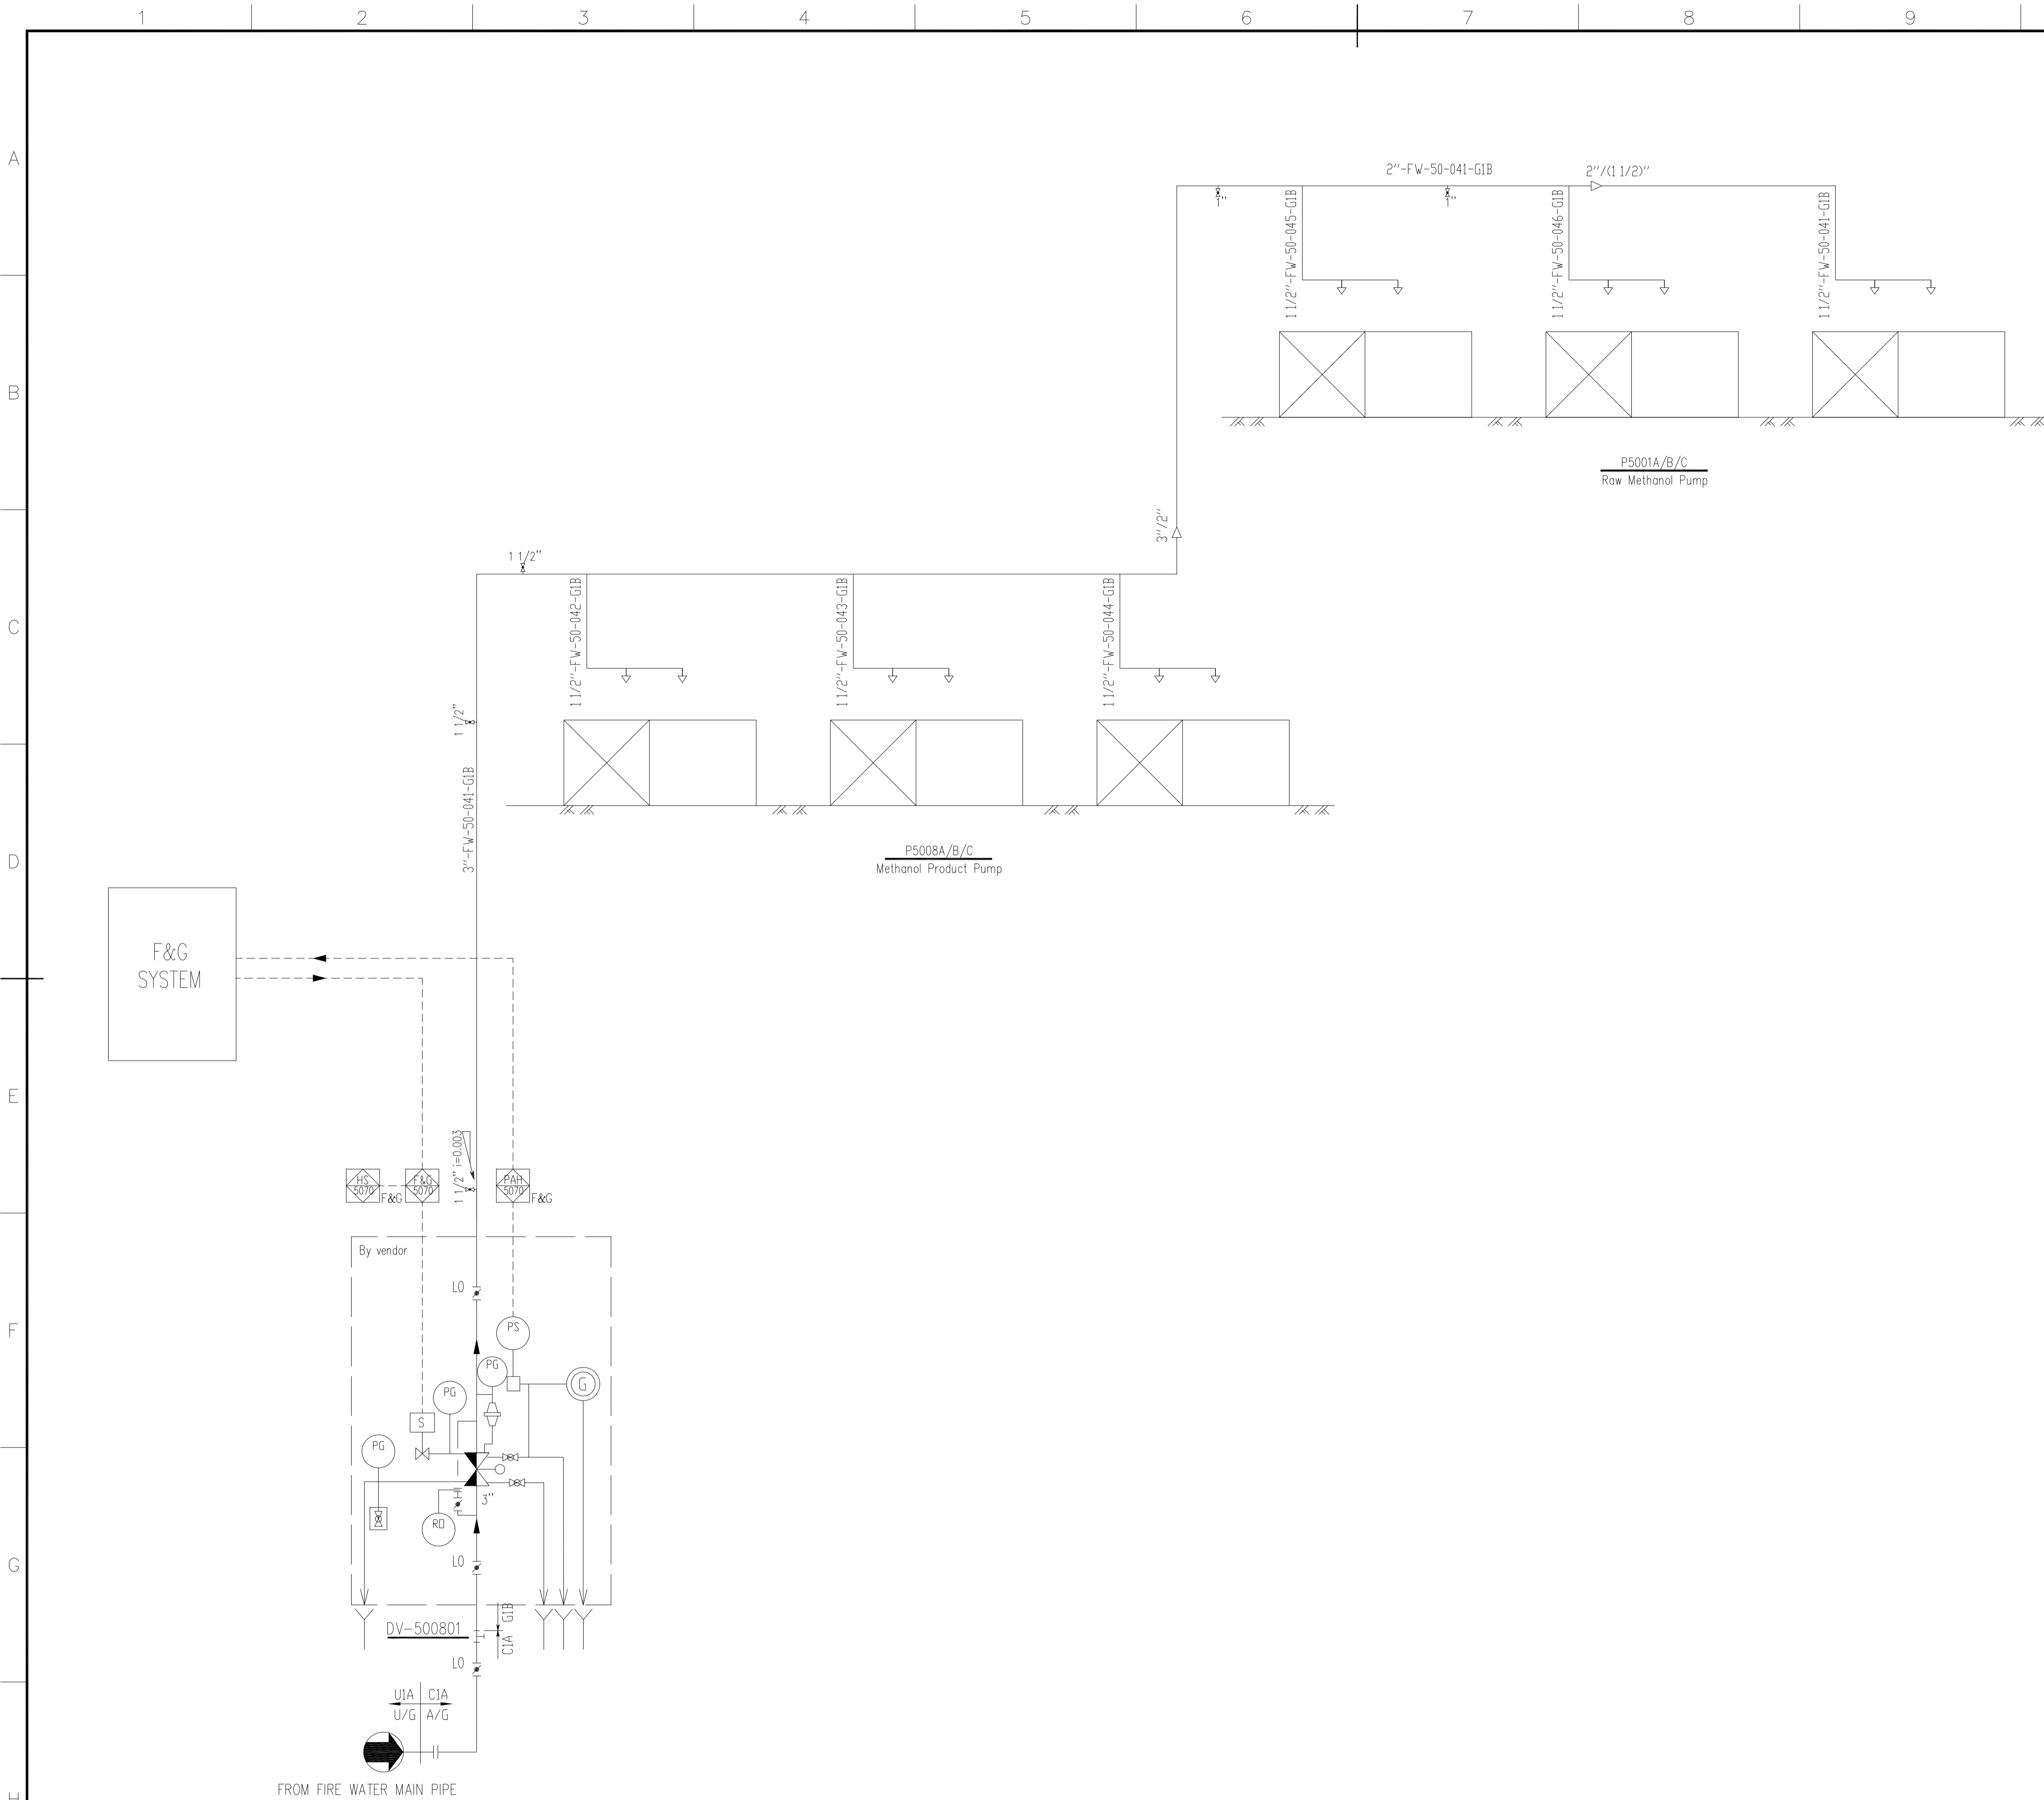 1 2 3 4 5 6 7 8 9
A
2''-FW-50-041-G1B
2''/(1 1/2)''
1''
1''
1 1/2''-FW-50-045-G1B
1 1/2''-FW-50-046-G1B
1 1/2''-FW-50-041-G1B
B
P5001A/B/C
Raw Methanol Pump
3''/2''
1 1/2''
C
1 1/2''-FW-50-042-G1B
1 1/2''-FW-50-043-G1B
1 1/2''-FW-50-044-G1B
1 1/2''
3''-FW-50-041-G1B
D
P5008A/B/C
Methanol Product Pump
F&G
SYSTEM
E
1 1/2'' i=0.003
HS
5070
F&G
F&G
5070
PAH
5070
F&G
By vendor
LO
F
PS
PG
G
PG
S
PG
3''
RO
LO
G
DV-500801
C1A G1B
LO
U1A C1A
U/G A/G
FROM FIRE WATER MAIN PIPE
H